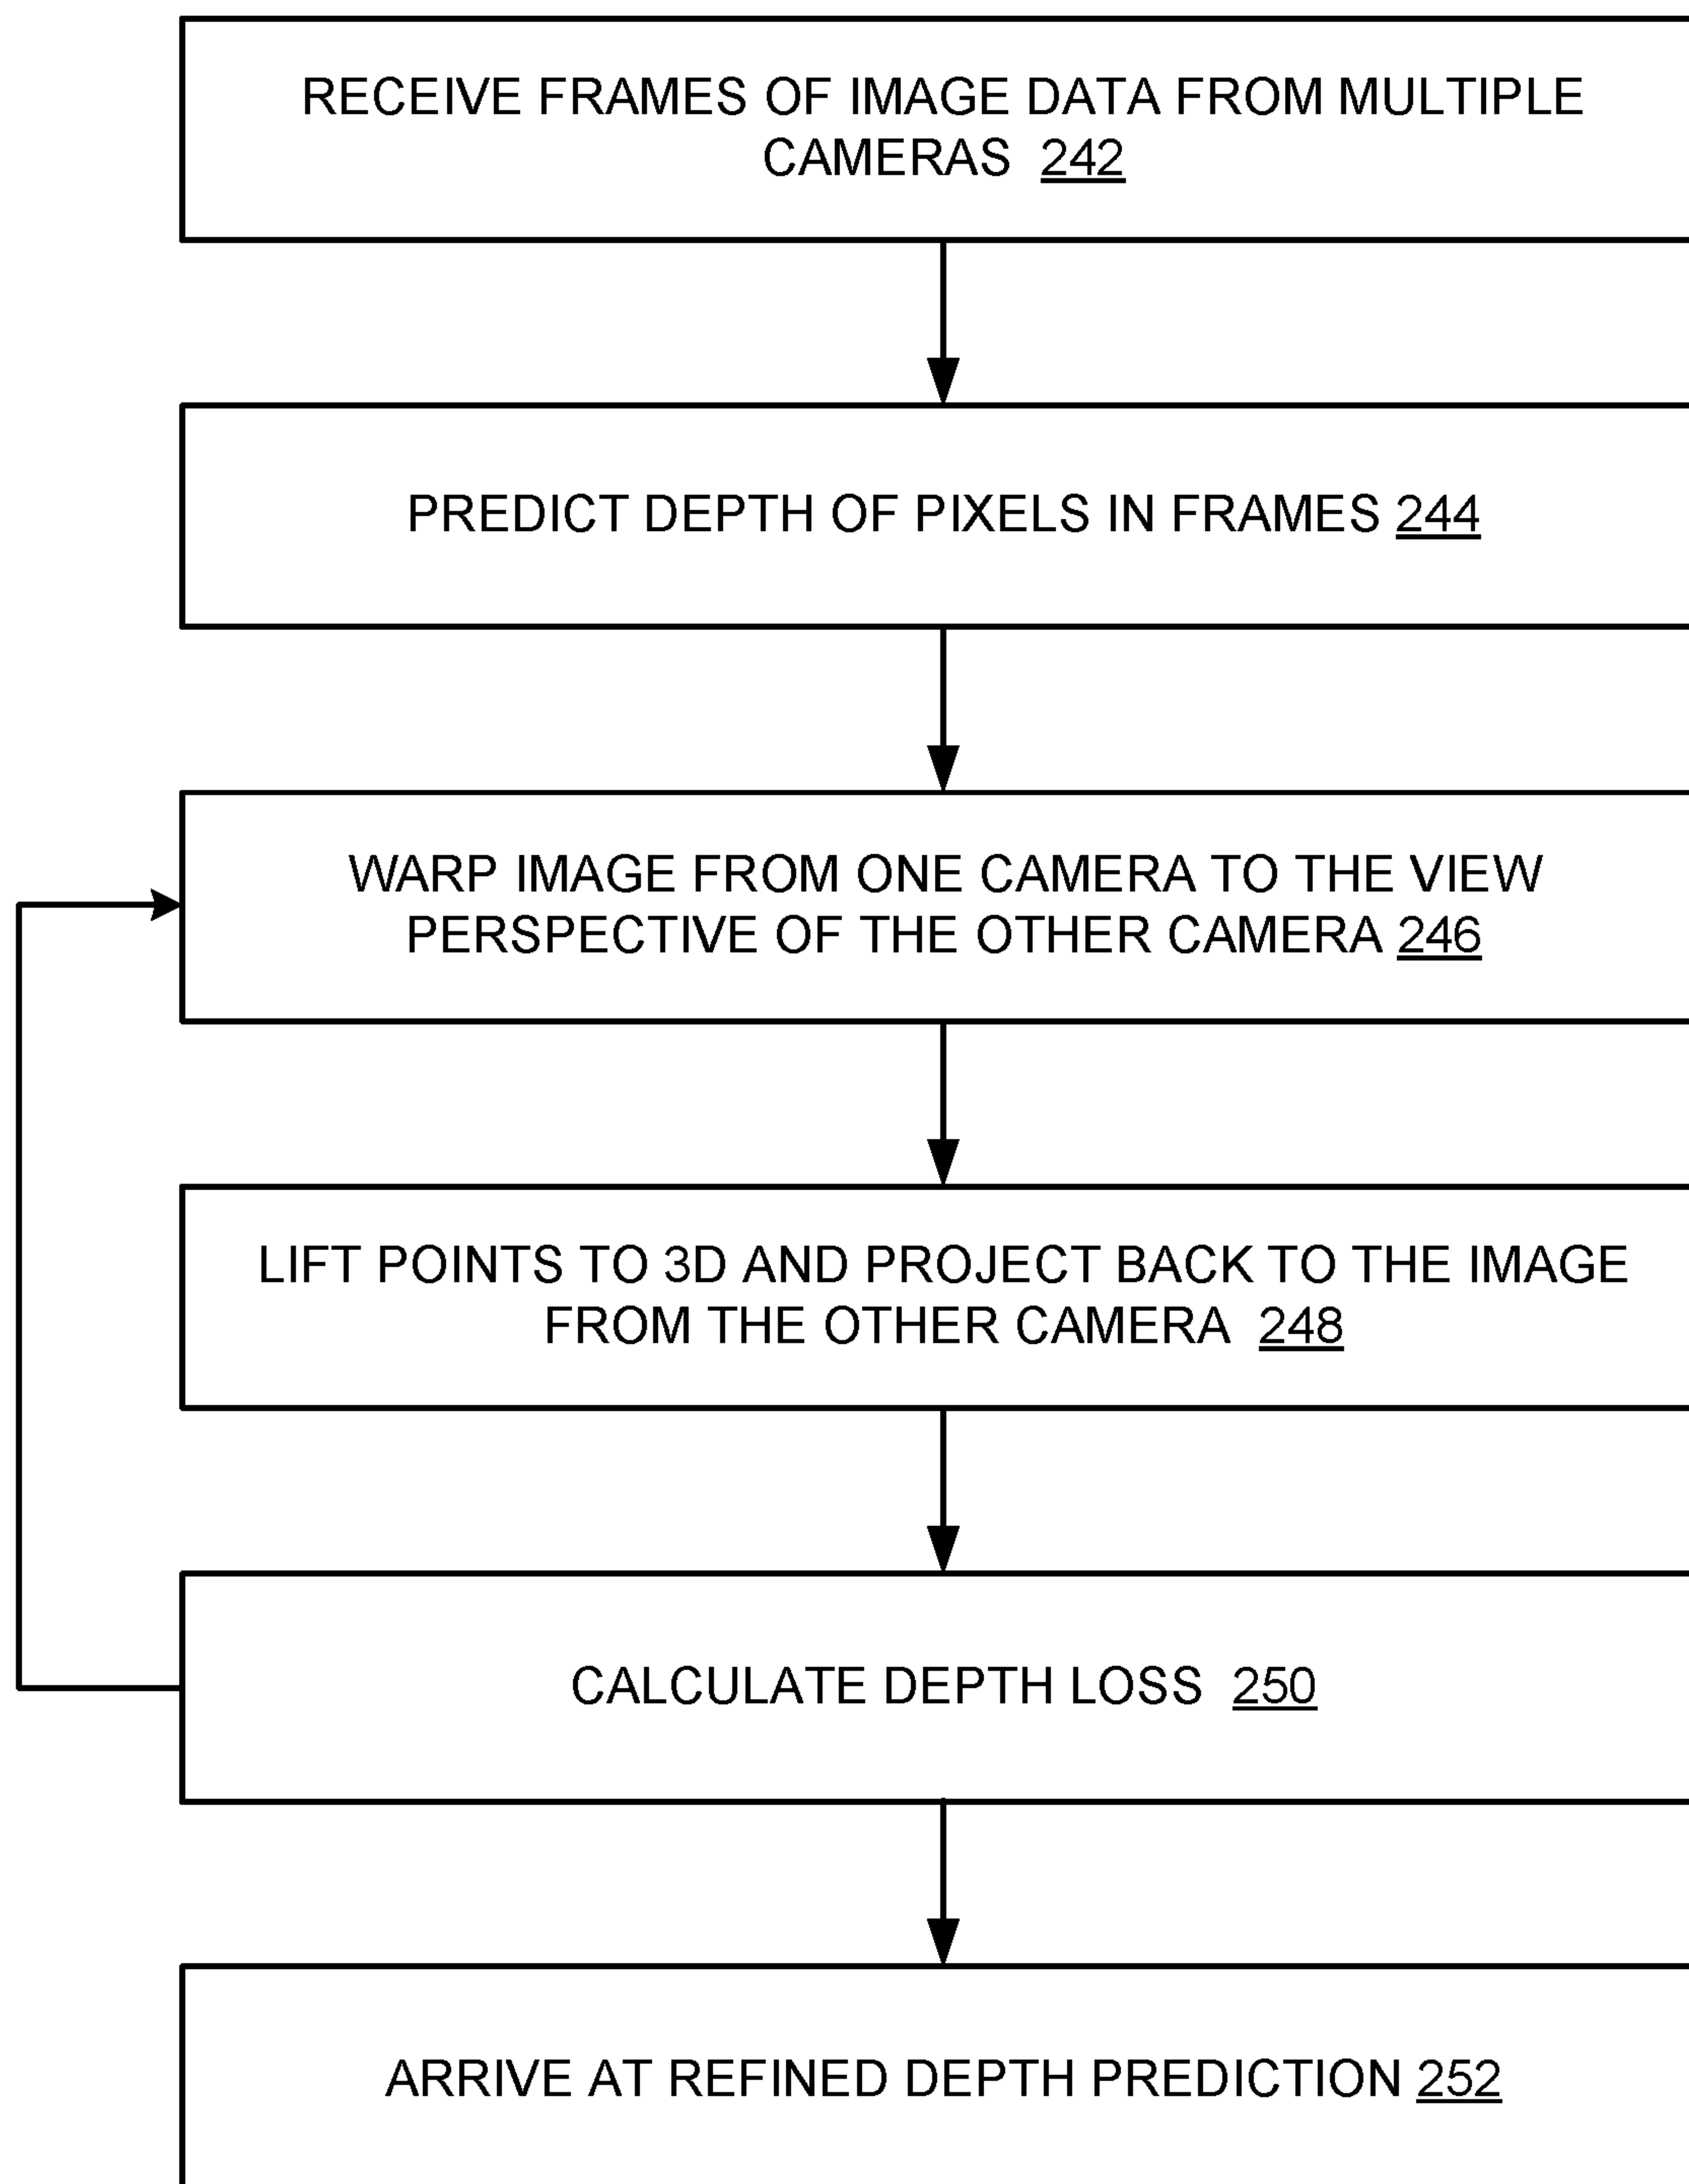 RECEIVE FRAMES OF IMAGE DATA FROM MULTIPLE
CAMERAS 242
PREDICT DEPTH OF PIXELS IN FRAMES 244
WARP IMAGE FROM ONE CAMERA TO THE VIEW
PERSPECTIVE OF THE OTHER CAMERA 246
LIFT POINTS TO 3D AND PROJECT BACK TO THE IMAGE
FROM THE OTHER CAMERA 248
CALCULATE DEPTH LOSS 250
ARRIVE AT REFINED DEPTH PREDICTION 252